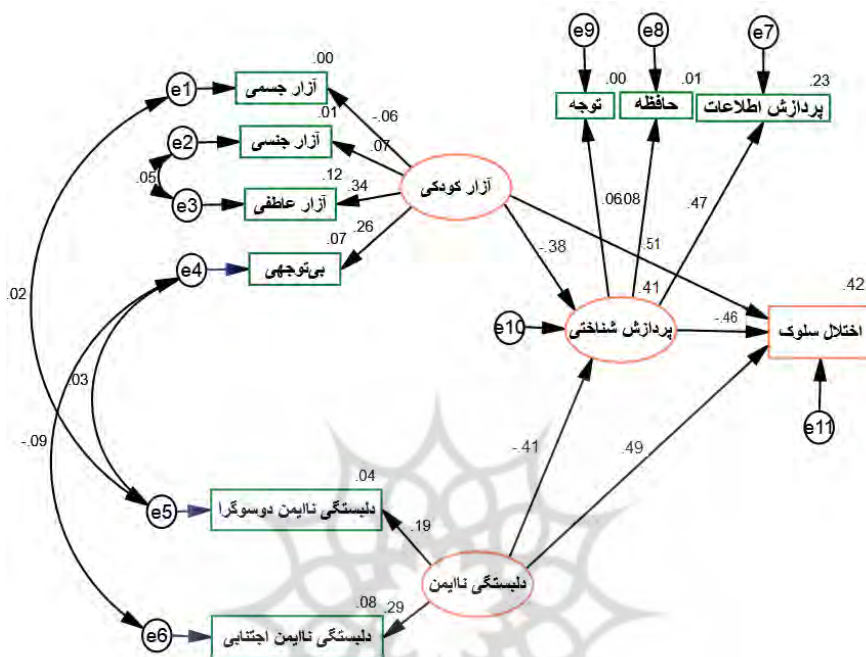 e9
e8
e7
.00
.01
.23
توجه
حافظه
پردازش اطلاعات
.00
e1
آزار جسمی
-.06
.01
e2
آزار جنسی
.07
.05
.12
.34
e3
آزار عاطفی
آزار کودکی
.26
.07
e4
بی‌توجهی
.06
.08
.47
-.38
.51
.41
.42
.02
e10
پردازش شناختی
-.46
اختلال سلوک
.03
e11
-.09
-.41
.49
.04
e5
دلبستگی ناایمن دوسوگرا
.19
دلبستگی ناایمن
.08
.29
e6
دلبستگی ناایمن اجتنابی